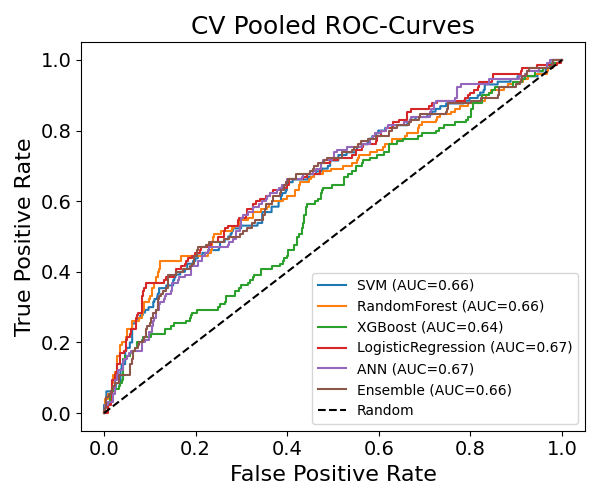 CV Pooled ROC-Curves
True Positive Rate
1.0
0.8
0.6
0.4
0.2
0.0
SVM (AUC=0.66)
RandomForest (AUC=0.66)
XGBoost (AUC=0.64)
LogisticRegression (AUC=0.67)
ANN (AUC=0.67)
Ensemble (AUC=0.66)
Random
0.0 0.2 0.4 0.6 0.8 1.0
False Positive Rate